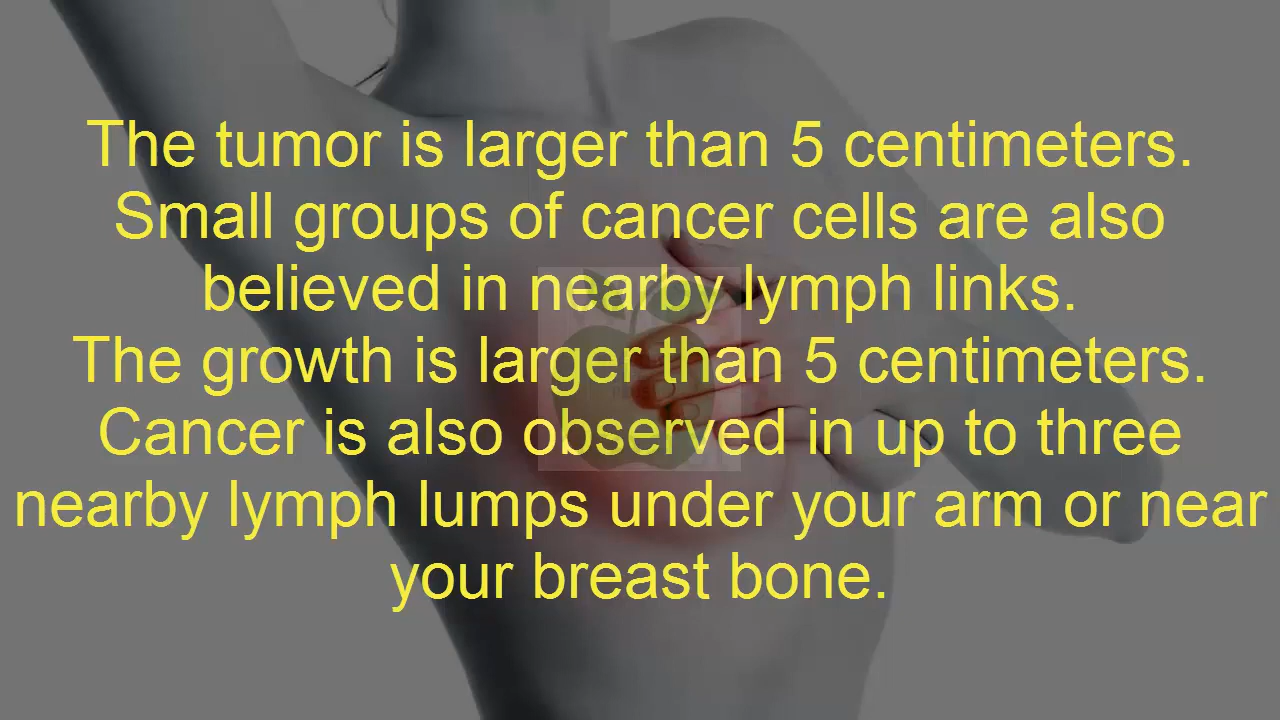 The tumor is larger than 5 centimeters.
Small groups of cancer cells are also
believed in nearby lymph links.
The growth is larger than 5 centimeters.
Cancer is also observed in up to three
nearby lymph lumps under your arm or near
your breast bone.